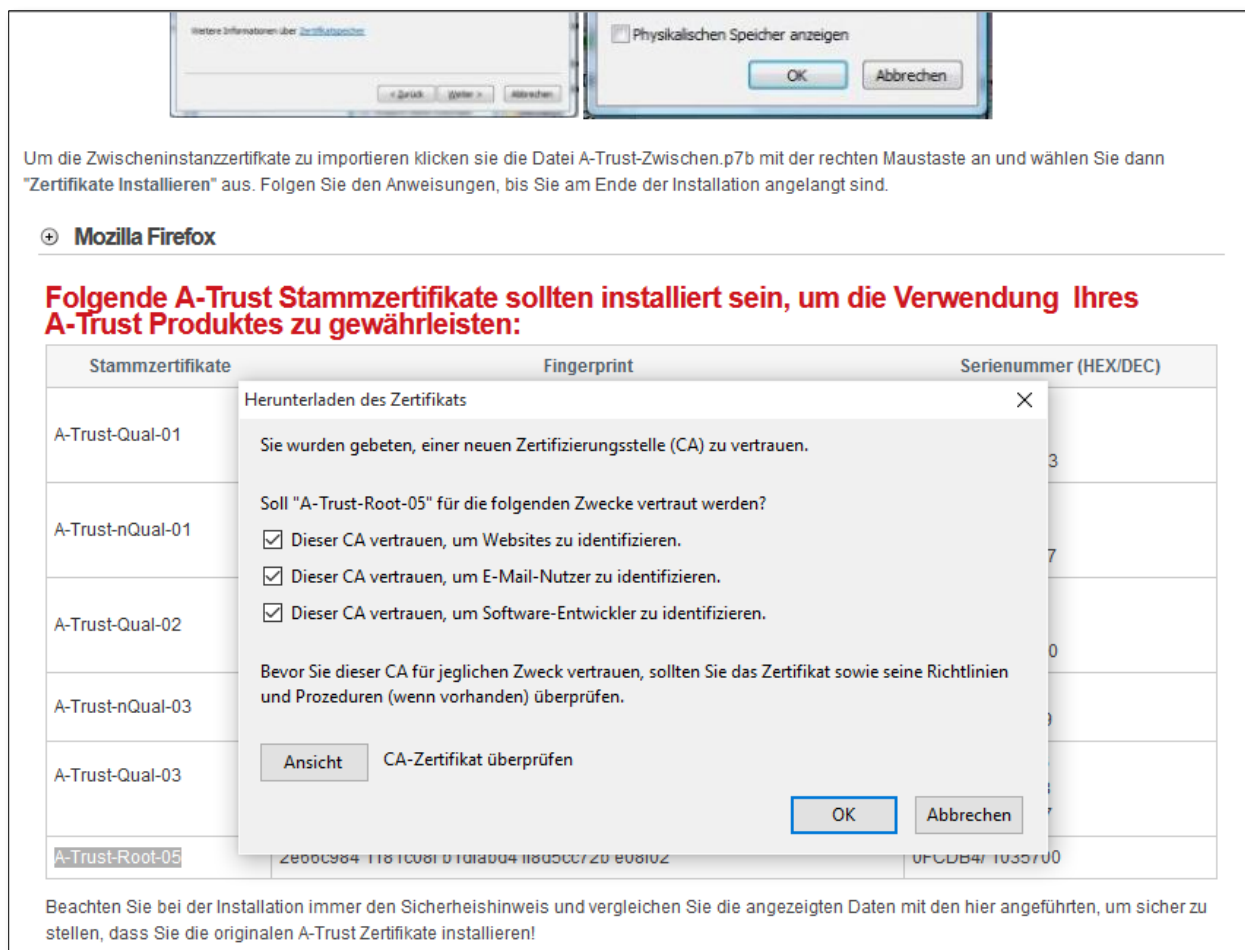 Weitere Informationen über Zertifikatspeicher
Physikalischen Speicher anzeigen
OK
Abbrechen
< Zurück
Weiter >
Abbrechen
Um die Zwischeninstanzzertifkate zu importieren klicken sie die Datei A-Trust-Zwischen.p7b mit der rechten Maustaste an und wählen Sie dann
"Zertifikate Installieren" aus. Folgen Sie den Anweisungen, bis Sie am Ende der Installation angelangt sind.
Mozilla Firefox
Folgende A-Trust Stammzertifikate sollten installiert sein, um die Verwendung Ihres
A-Trust Produktes zu gewährleisten:
Stammzertifikate
Fingerprint
Serienummer (HEX/DEC)
A-Trust-Qual-01
3
A-Trust-nQual-01
7
A-Trust-Qual-02
0
A-Trust-nQual-03
9
A-Trust-Qual-03
Herunterladen des Zertifikats
Sie wurden gebeten, einer neuen Zertifizierungsstelle (CA) zu vertrauen.
Soll "A-Trust-Root-05" für die folgenden Zwecke vertraut werden?
Dieser CA vertrauen, um Websites zu identifizieren.
Dieser CA vertrauen, um E-Mail-Nutzer zu identifizieren.
Dieser CA vertrauen, um Software-Entwickler zu identifizieren.
Bevor Sie dieser CA für jeglichen Zweck vertrauen, sollten Sie das Zertifikat sowie seine Richtlinien
und Prozeduren (wenn vorhanden) überprüfen.
Ansicht
CA-Zertifikat überprüfen
OK
Abbrechen
A-Trust-Root-05
0FCDB4/ 1035700
Beachten Sie bei der Installation immer den Sicherheishinweis und vergleichen Sie die angezeigten Daten mit den hier angeführten, um sicher zu
stellen, dass Sie die originalen A-Trust Zertifikate installieren!